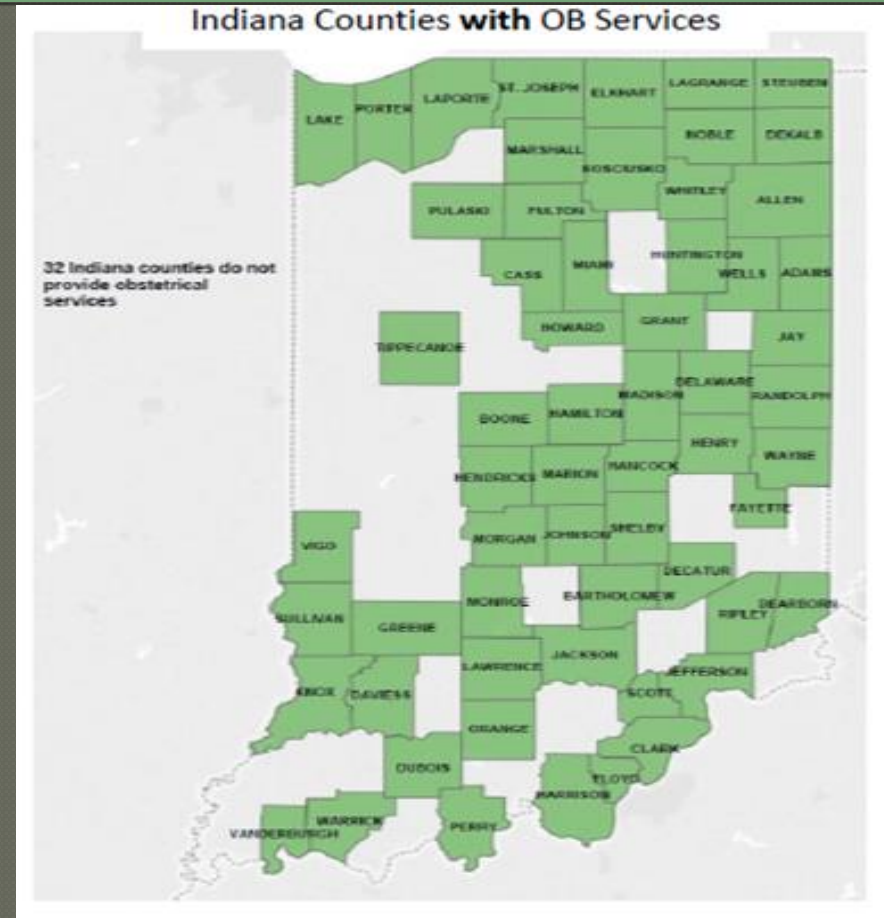 Indiana Counties with OB Services
LAGRANGE STEUBEN
ST. JOSEPH ELKHART
LAPORTE
PORTER
LAKE
NOBLE DEKALB
MARSHALL
KOSCIUSKO
WHITLEY
ALLEN
PULASKI FULTON
HUNTINGTON
32 Indiana counties do not
provide obstetrical
services
MIAMI
CASS
WELLS ADAMS
GRANT
HOWARD
JAY
TIPPECANOE
DELAWARE
MADISON RANDOLPH
BOONE HAMILTON
HENRY
WAYNE
HANCOCK
HENDRICKS MARION
FAYETTE
SHELBY
MORGAN JOHNSON
VIGO
DECATUR
MONROE BARTHOLOMEW
DEARBORN
RIPLEY
SULLIVAN
GREENE
JACKSON
LAWRENCE
JEFFERSON
KNOX DAVIESS
SCOTT
ORANGE
CLARK
DUBOIS
FLOYD
HARRISON
WARRICK
PERRY
VANDERBURGH